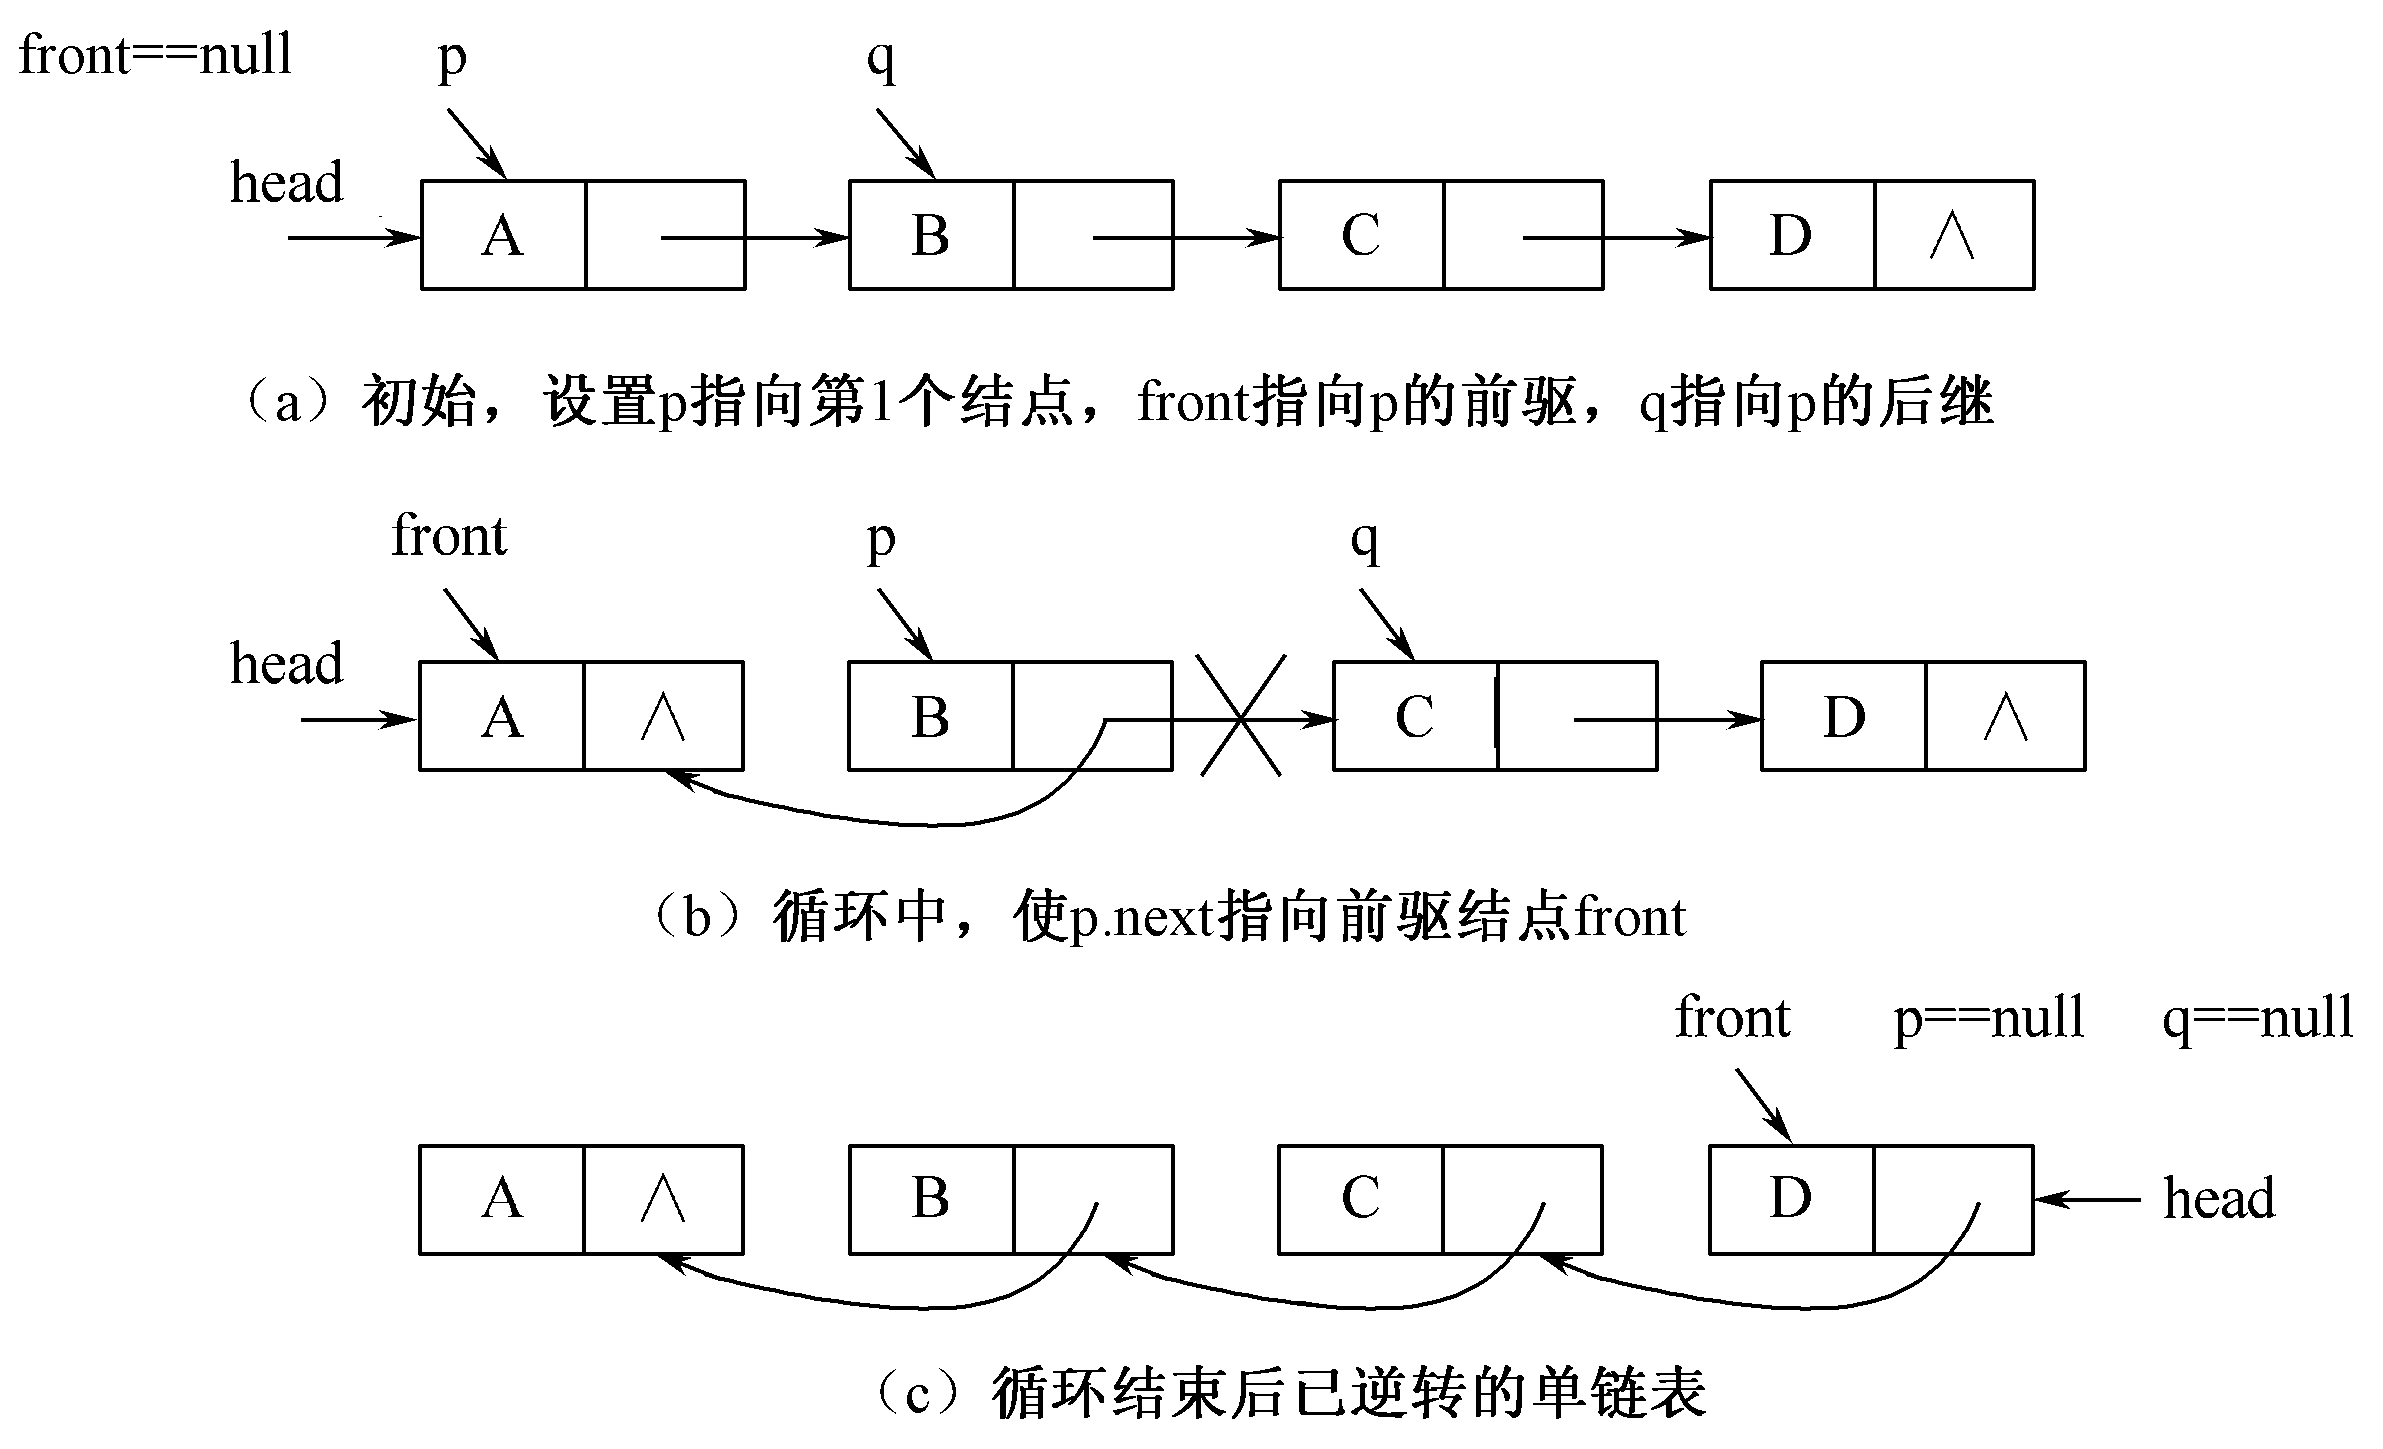 front==null p q
head
A B C D ∧
（a）初始，设置p指向第1个结点，front指向p的前驱，q指向p的后继
front p q
head
A ∧ B C D ∧
（b）循环中，使p.next指向前驱结点front
front p==null q==null
A ∧ B C D head
（c）循环结束后已逆转的单链表